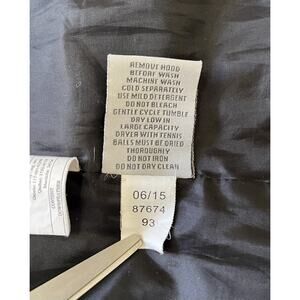 REMOVE HOOD
BEFORE WASH
MACHINE WASH
COLD SEPARATELY
USE MILD DETERGENT
DO NOT BLEACH
GENTLE CYCLE TUMBLE
DRY LOW IN
LARGE CAPACITY
DRYER WITH TENNIS
BALLS MUST BE DRIED
THOROUGHLY
DO NOT IRON
DO NOT DRY CLEAN
06/15
87674
93